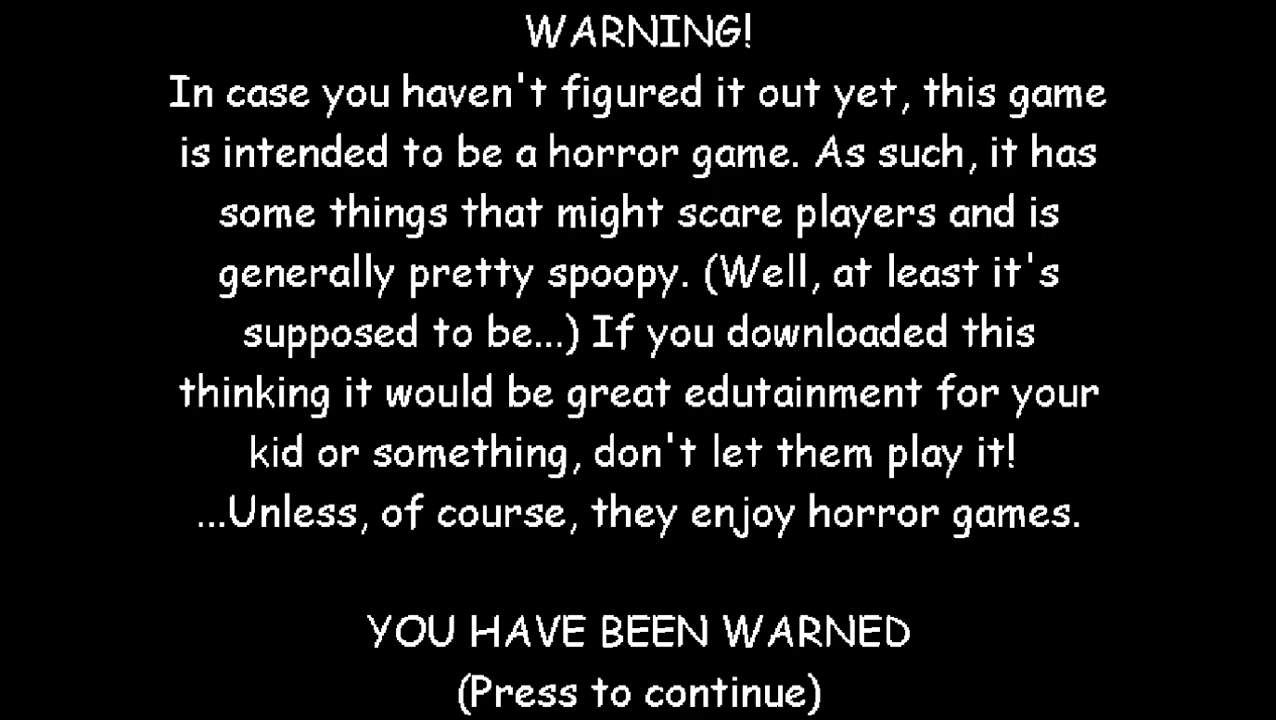 WARNING!
In case you haven't figured it out yet, this game
is intended to be a horror game. As such, it has
some things that might scare players and is
generally pretty spoopy. (Well, at least it's
supposed to be...) If you downloaded this
thinking it would be great edutainment for your
kid or something, don't let them play it!
...Unless, of course, they enjoy horror games.
YOU HAVE BEEN WARNED
(Press to continue)